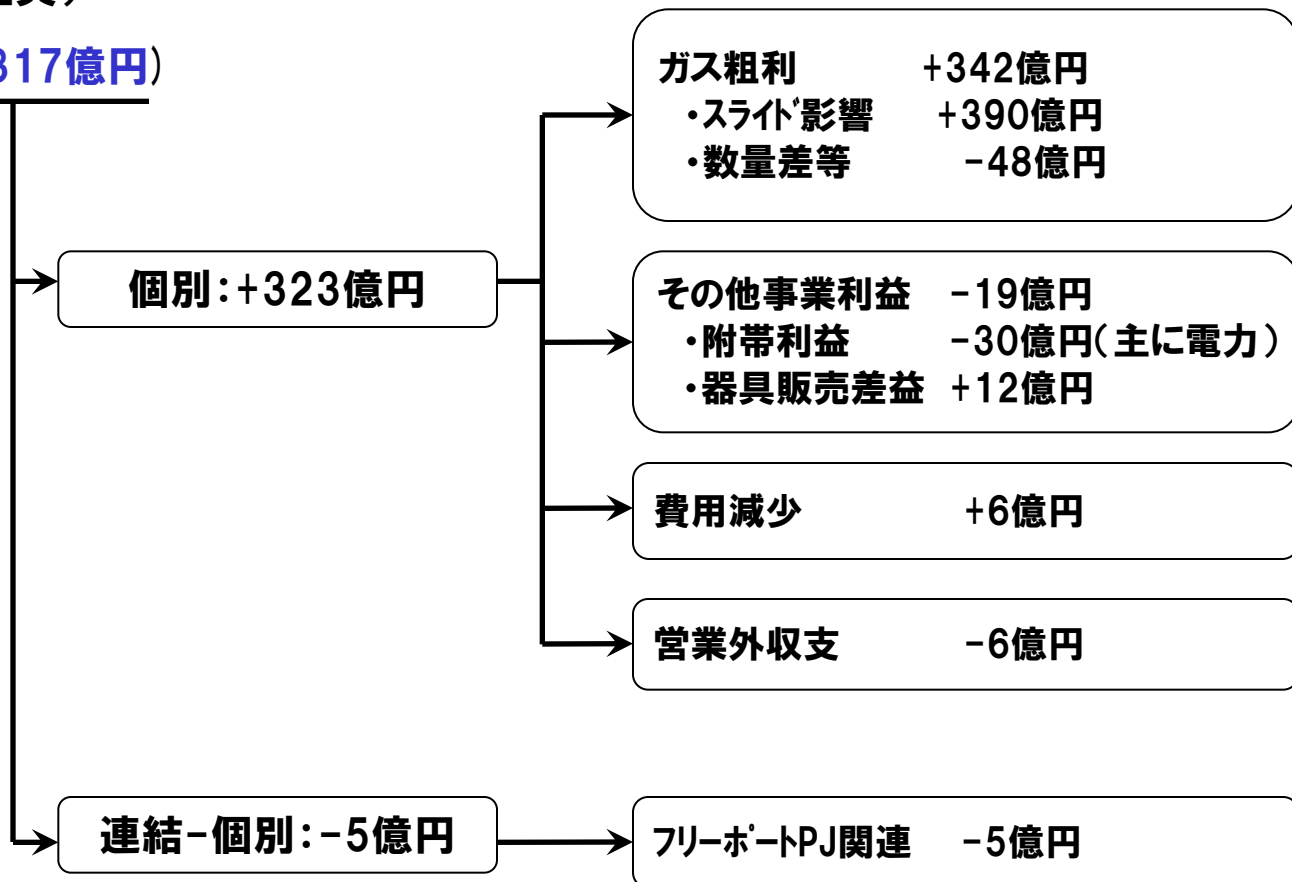 317億円)
個別:+323億円
連結-個別:-5億円
ガス粗利 +342億円
・スライド影響 +390億円
・数量差等 -48億円
その他事業利益 -19億円
・附帯利益 -30億円(主に電力)
・器具販売差益 +12億円
費用減少 +6億円
営業外収支 -6億円
フリーポートPJ関連 -5億円